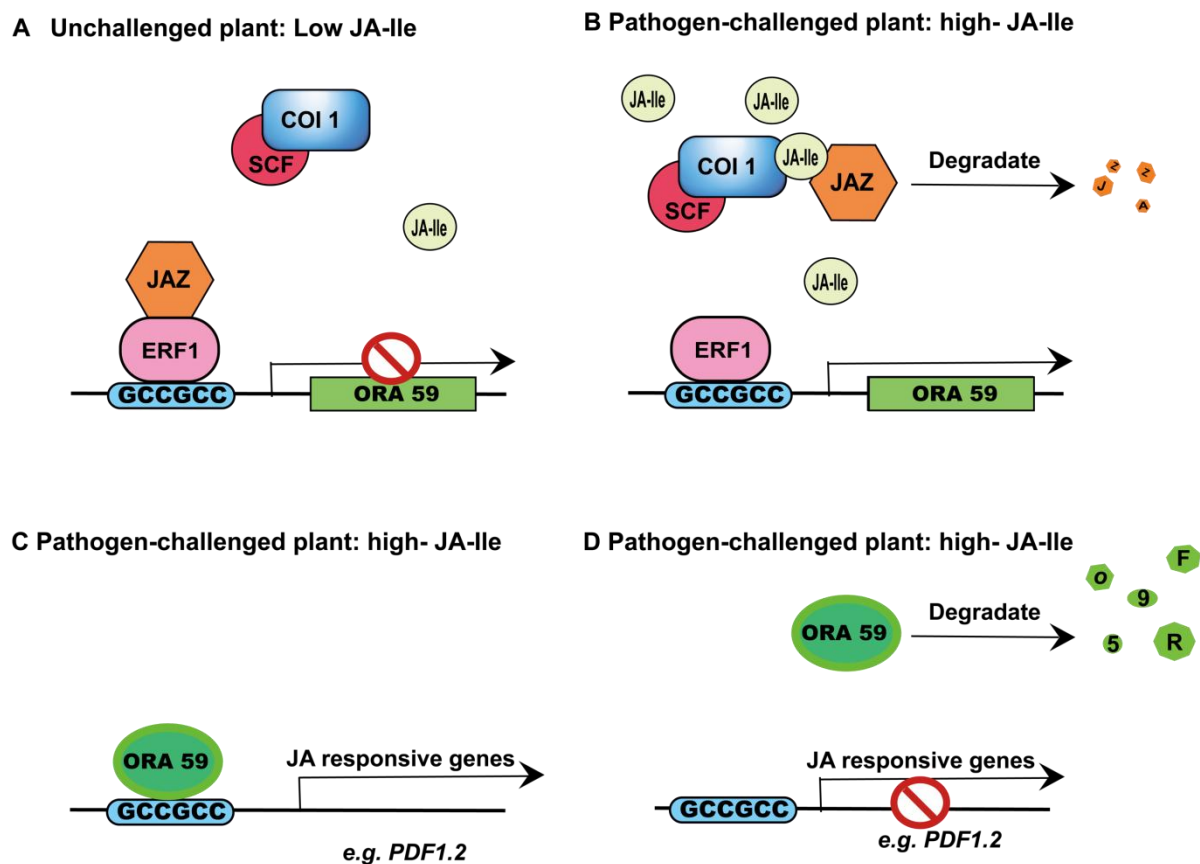 A Unchallenged plant: Low JA-Ile
COI 1
SCF
JA-Ile
JAZ
ERF1
GCCGCC
ORA 59
B Pathogen-challenged plant: high- JA-Ile
JA-Ile
JA-Ile
COI 1
JA-Ile
JAZ
SCF
Degradate
Z
Z
J
A
JA-Ile
ERF1
GCCGCC
ORA 59
C Pathogen-challenged plant: high- JA-Ile
ORA 59
GCCGCC
JA responsive genes
e.g. PDF1.2
D Pathogen-challenged plant: high- JA-Ile
ORA 59
Degradate
O
F
9
5
R
JA responsive genes
GCCGCC
e.g. PDF1.2